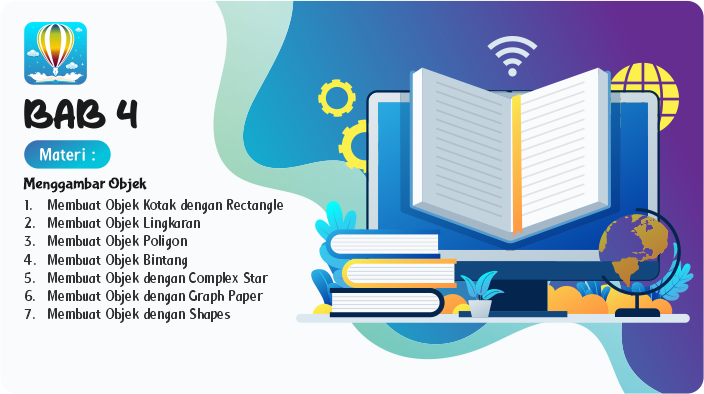 BAB 4
Materi :
Menggambar Objek
1. Membuat Objek Kotak dengan Rectangle
2. Membuat Objek Lingkaran
3. Membuat Objek Poligon
4. Membuat Objek Bintang
5. Membuat Objek dengan Complex Star
6. Membuat Objek dengan Graph Paper
7. Membuat Objek dengan Shapes